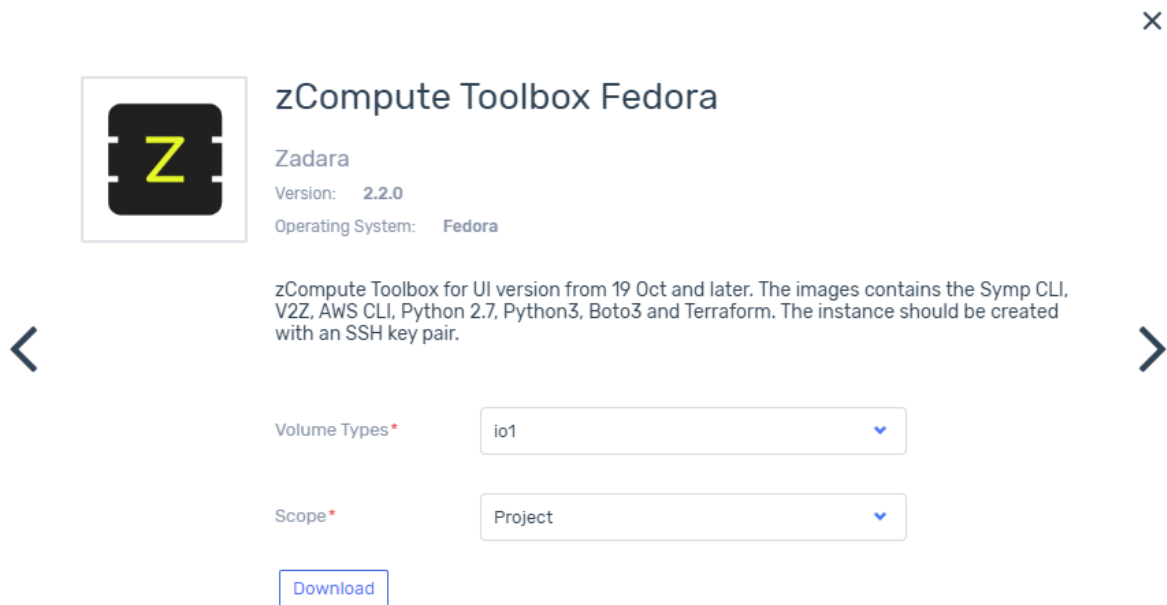 zCompute Toolbox Fedora
Z
Zadara
Version: 2.2.0
Operating System: Fedora
zCompute Toolbox for UI version from 19 Oct and later. The images contains the Symp CLI,
V2Z, AWS CLI, Python 2.7, Python3, Boto3 and Terraform. The instance should be created
with an SSH key pair.
Volume Types* io1
Scope* Project
Download